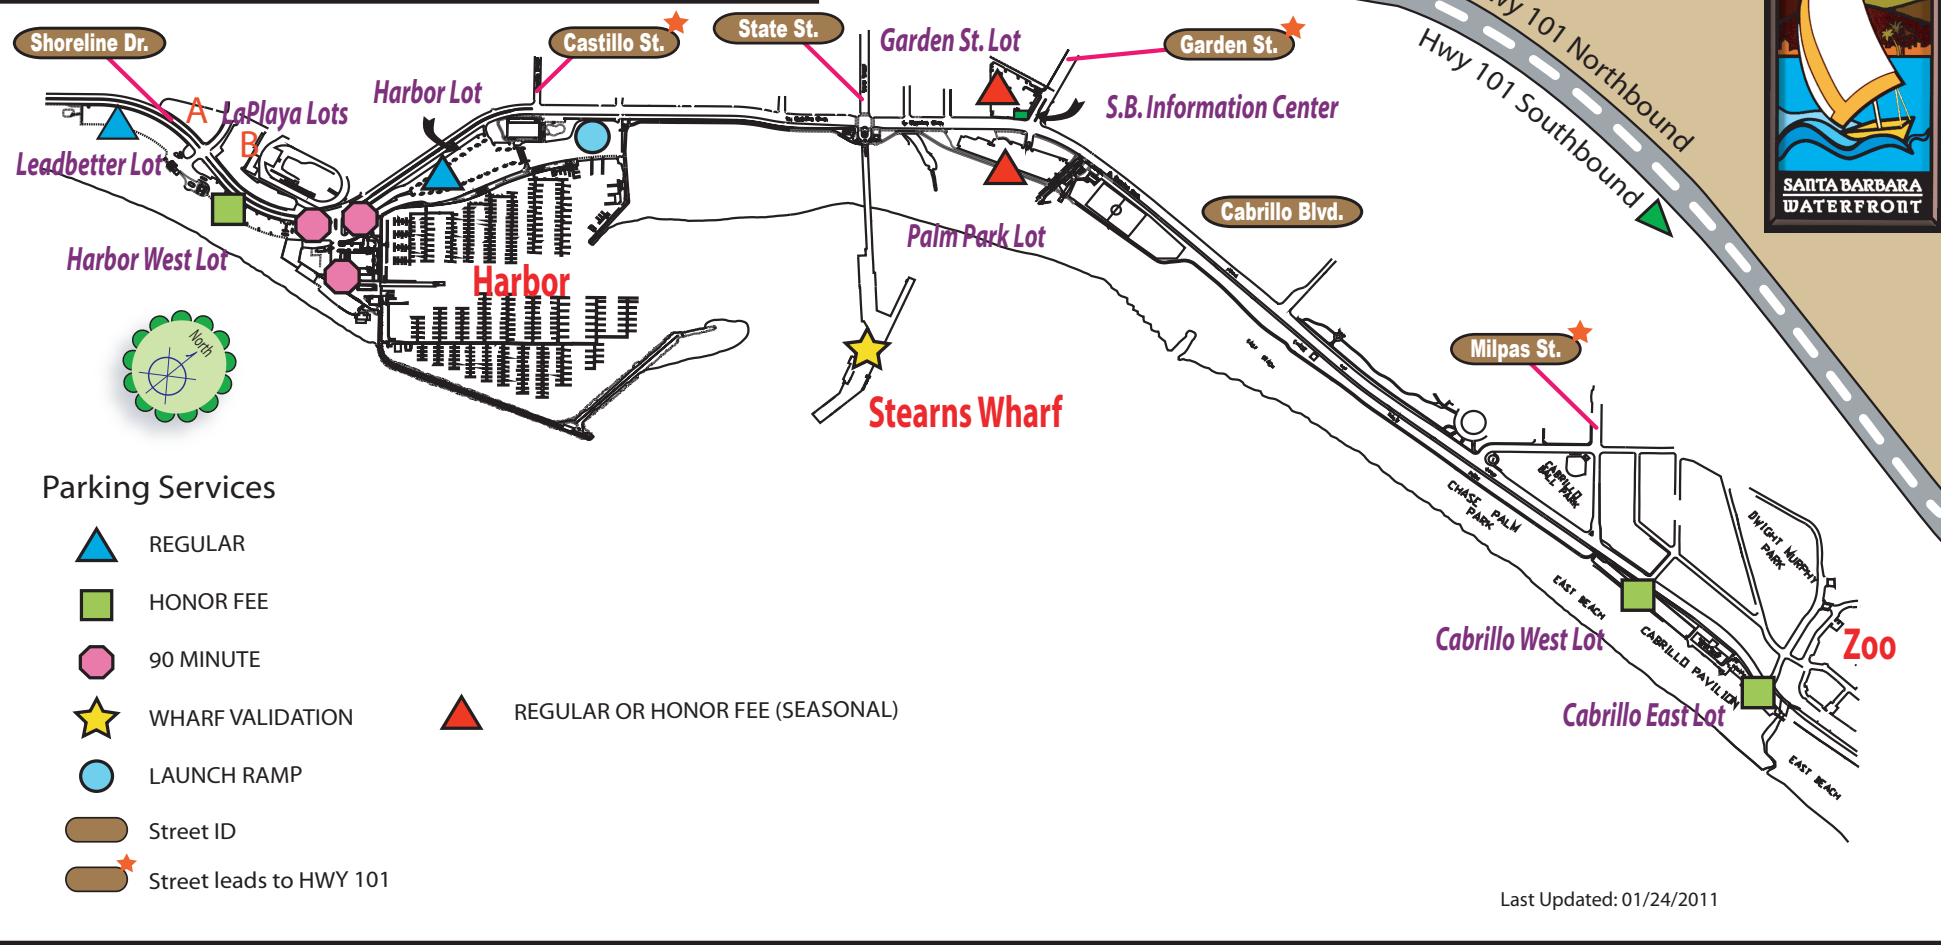 Shoreline Dr.
Castillo St.
State St.
Garden St. Lot
Garden St.
wy 101 Northbound
Hwy 101 Southbound
SANTA BARBARA
WATERFRONT
A
LaPlaya Lots
B
Harbor Lot
S.B. Information Center
Leadbetter Lot
Harbor West Lot
Palm Park Lot
Cabrillo Blvd.
Harbor
North
Milpas St.
Stearns Wharf
CABRILLO
BALL PARK
CHASE PALM
PARK
DWIGHT MURPHY
PARK
EAST BEACH
Cabrillo West Lot
CABRILLO PAVILION
Zoo
Cabrillo East Lot
EAST BEACH
Parking Services
REGULAR
HONOR FEE
90 MINUTE
WHARF VALIDATION
REGULAR OR HONOR FEE (SEASONAL)
LAUNCH RAMP
Street ID
Street leads to HWY 101
Last Updated: 01/24/2011